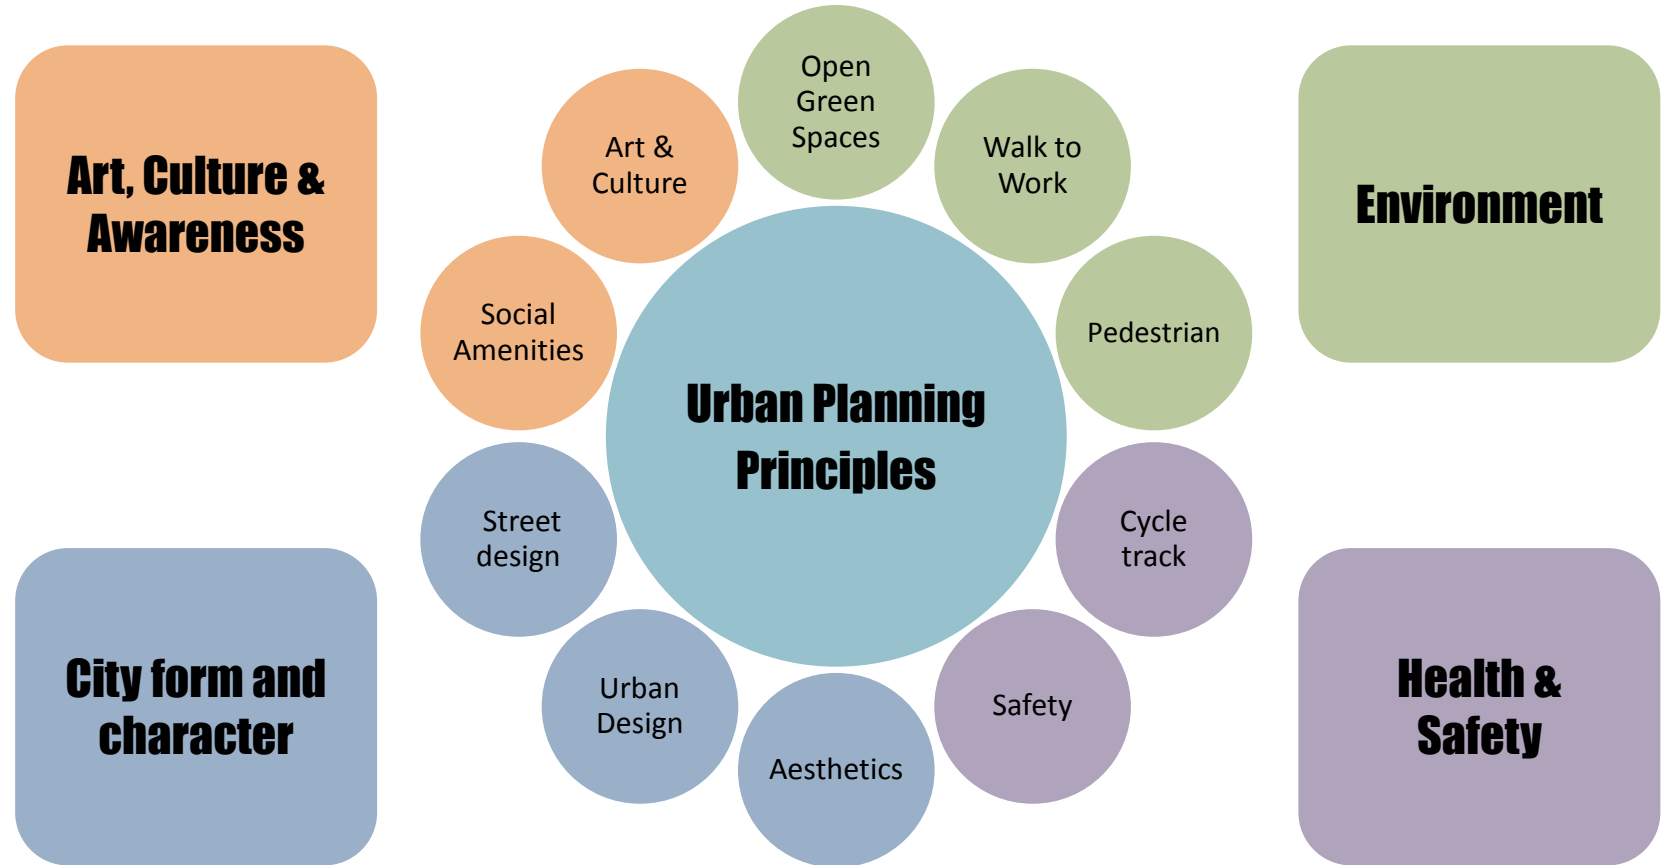 Art, Culture &
Awareness
City form and
character
Open
Green
Spaces
Walk to
Work
Pedestrian
Cycle
track
Safety
Aesthetics
Urban
Design
Street
design
Social
Amenities
Art &
Culture
Urban Planning
Principles
Environment
Health &
Safety